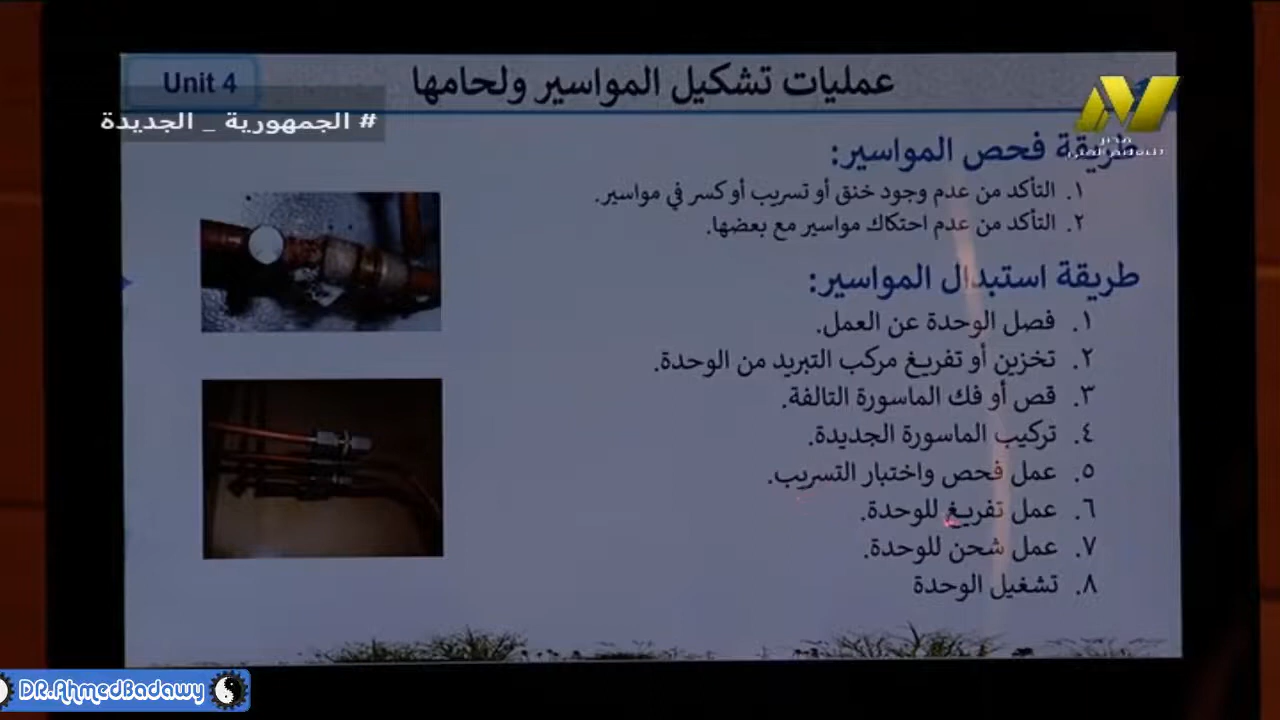 Unit 4
عمليات تشكيل المواسير ولحامها
# الجمهورية _ الجديدة
طريقة فحص المواسير:
١. التأكد من عدم وجود خنق أو تسريب أو كسر في مواسير.
٢. التأكد من عدم احتكاك مواسير مع بعضها.
طريقة استبدال المواسير:
١. فصل الوحدة عن العمل.
٢. تخزين أو تفريغ مركب التبريد من الوحدة.
٣. قص أو فك الماسورة التالفة.
٤. تركيب الماسورة الجديدة.
٥. عمل فحص واختبار التسريب.
٦. عمل تفريغ للوحدة.
٧. عمل شحن للوحدة.
٨. تشغيل الوحدة
DR.AhmedBadawy